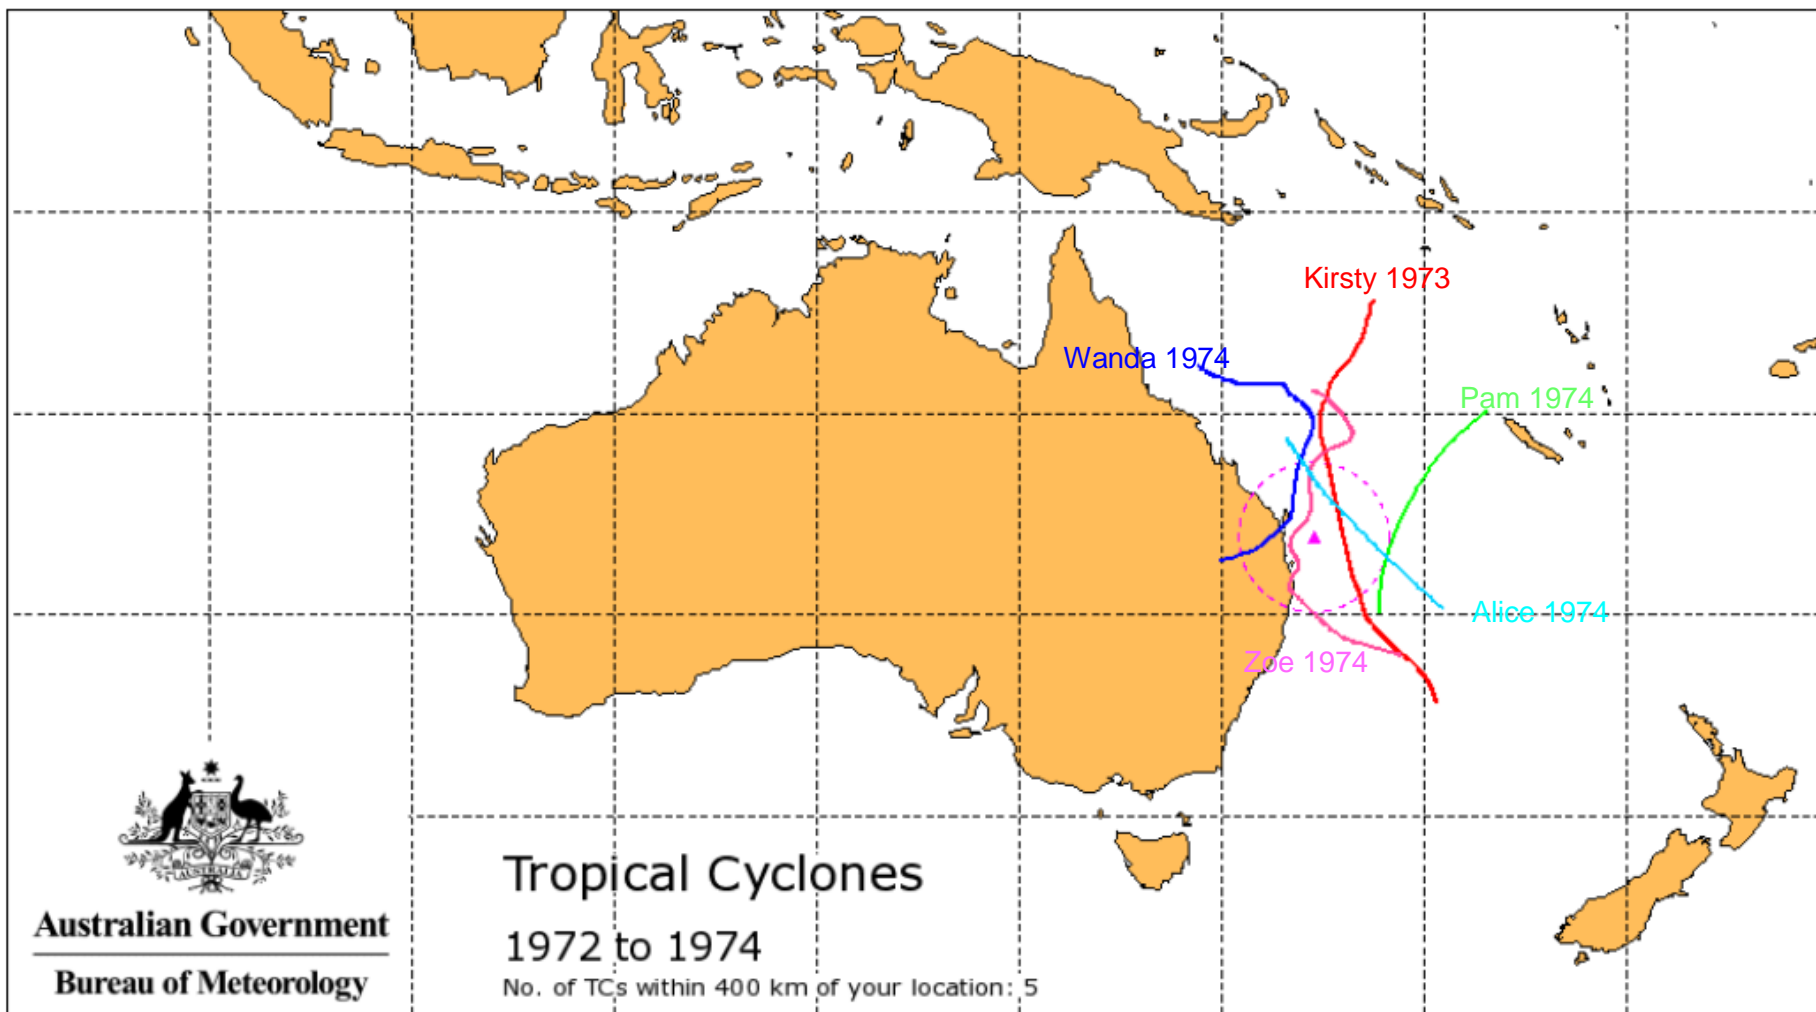 Kirsty 1973
Wanda 1974
Pam 1974
Alice 1974
Zoe 1974
AUSTRALIA
Australian Government
Bureau of Meteorology
Tropical Cyclones
1972 to 1974
No. of TCs within 400 km of your location: 5